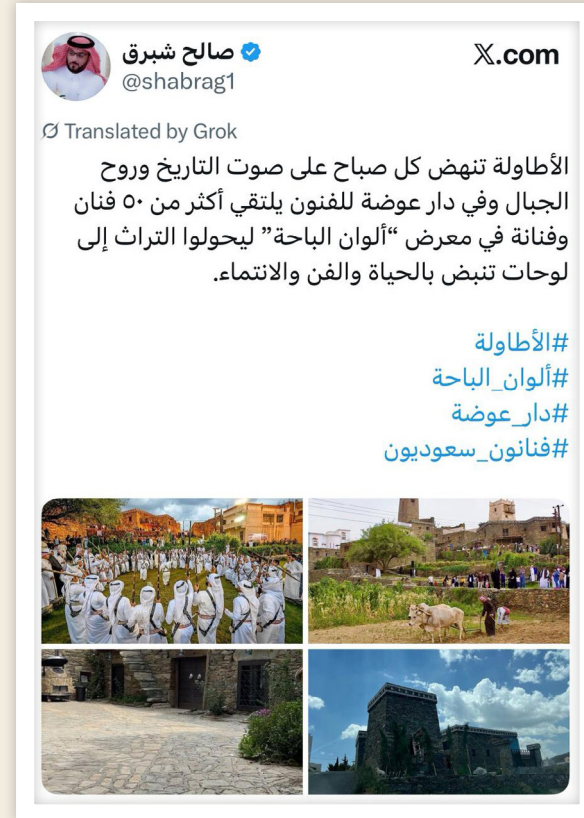 صالح شبرق
@shabrag1
X.com
Translated by Grok
الأطاولة تنهض كل صباح على صوت التاريخ وروح
الجبال وفي دار عوضة للفنون يلتقي أكثر من ٥٠ فنان
وفنانة في معرض “ألوان الباحة” ليحولوا التراث إلى
لوحات تنبض بالحياة والفن والانتماء.
#الأطاولة
#ألوان_الباحة
#دار_عوضة
#فنانون_سعوديون